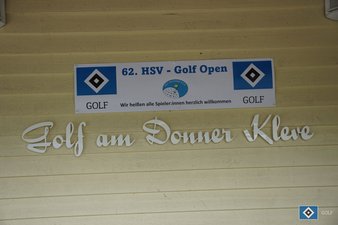 62. HSV - Golf Open
GOLF
GOLF
Wir heißen alle Spieler:innen herzlich willkommen
Golf am Donner Kleve
GOLF